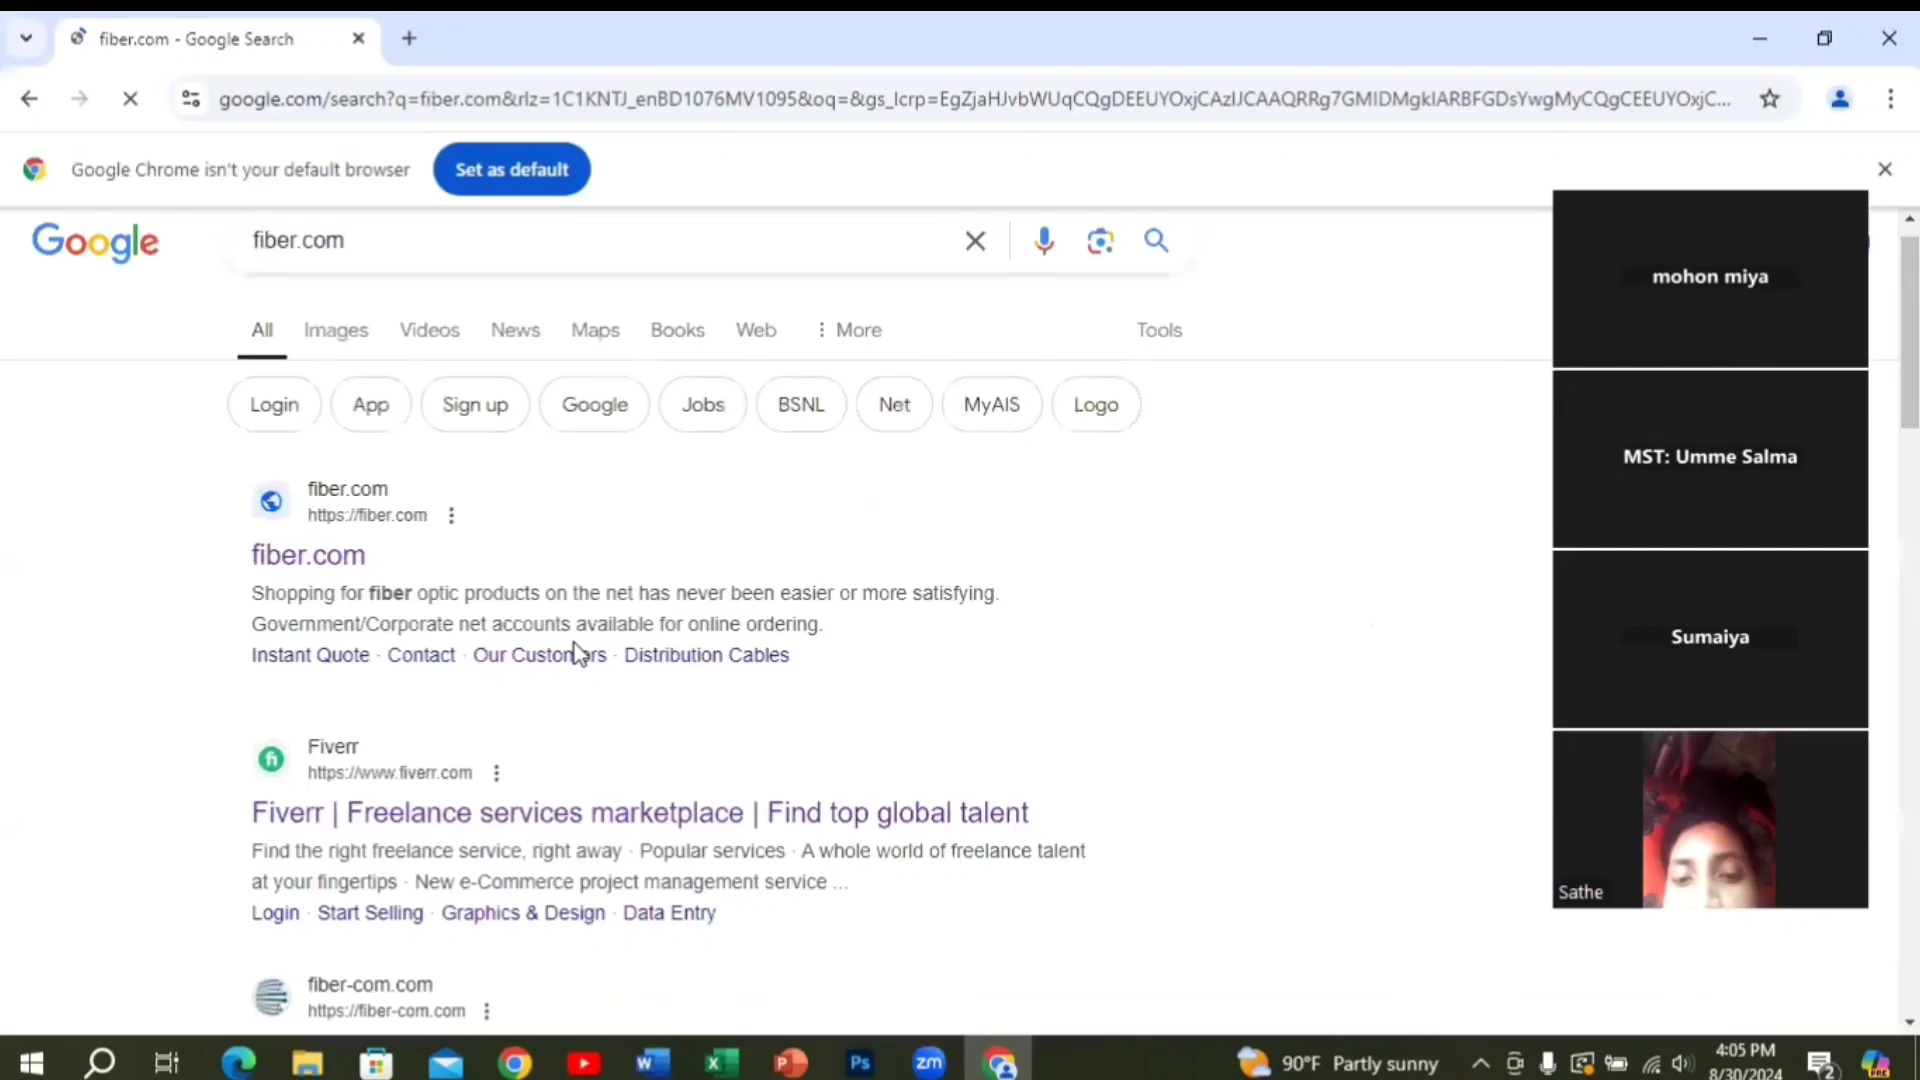 fiber.com - Google Search
google.com/search?q=fiber.com&rlz=1C1KNTJ_enBD1076MV1095&oq=&gs_lcrp=EgZjaHJvbWUqCQgDEEUYOxjCAzIJCAAQRRg7GMIDMgkIARBFGDsYwgMyCQgCEEUYOxjC...
Google Chrome isn't your default browser
Set as default
Google
fiber.com
All Images Videos News Maps Books Web More Tools
Login App Sign up Google Jobs BSNL Net MyAIS Logo
fiber.com
https://fiber.com
fiber.com
Shopping for fiber optic products on the net has never been easier or more satisfying.
Government/Corporate net accounts available for online ordering.
Instant Quote · Contact · Our Customers · Distribution Cables
fi
Fiverr
https://www.fiverr.com
Fiverr | Freelance services marketplace | Find top global talent
Find the right freelance service, right away · Popular services · A whole world of freelance talent
at your fingertips · New e-Commerce project management service ...
Login · Start Selling · Graphics & Design · Data Entry
fiber-com.com
https://fiber-com.com
mohon miya
MST: Umme Salma
Sumaiya
Sathe
W X P Ps zm
90°F Partly sunny
4:05 PM
8/30/2024
2
PRE